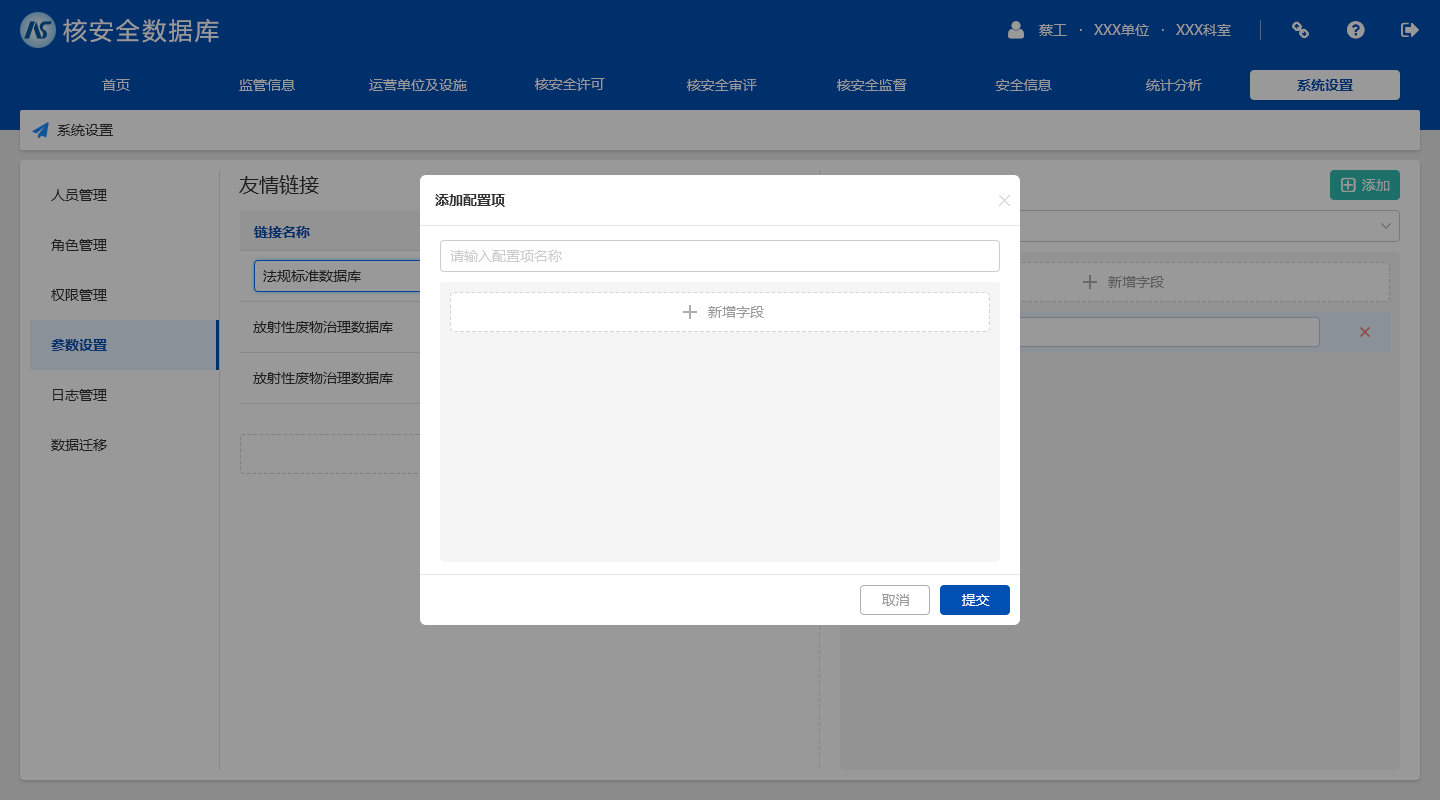 核安全数据库
蔡工 · XXX单位 · XXX科室
首页 监管信息 运营单位及设施 核安全许可 核安全审评 核安全监督 安全信息 统计分析 系统设置
系统设置
人员管理
角色管理
权限管理
参数设置
日志管理
数据迁移
友情链接
链接名称
法规标准数据库
放射性废物治理数据库
放射性废物治理数据库
添加
新增字段
添加配置项
请输入配置项名称
新增字段
取消 提交